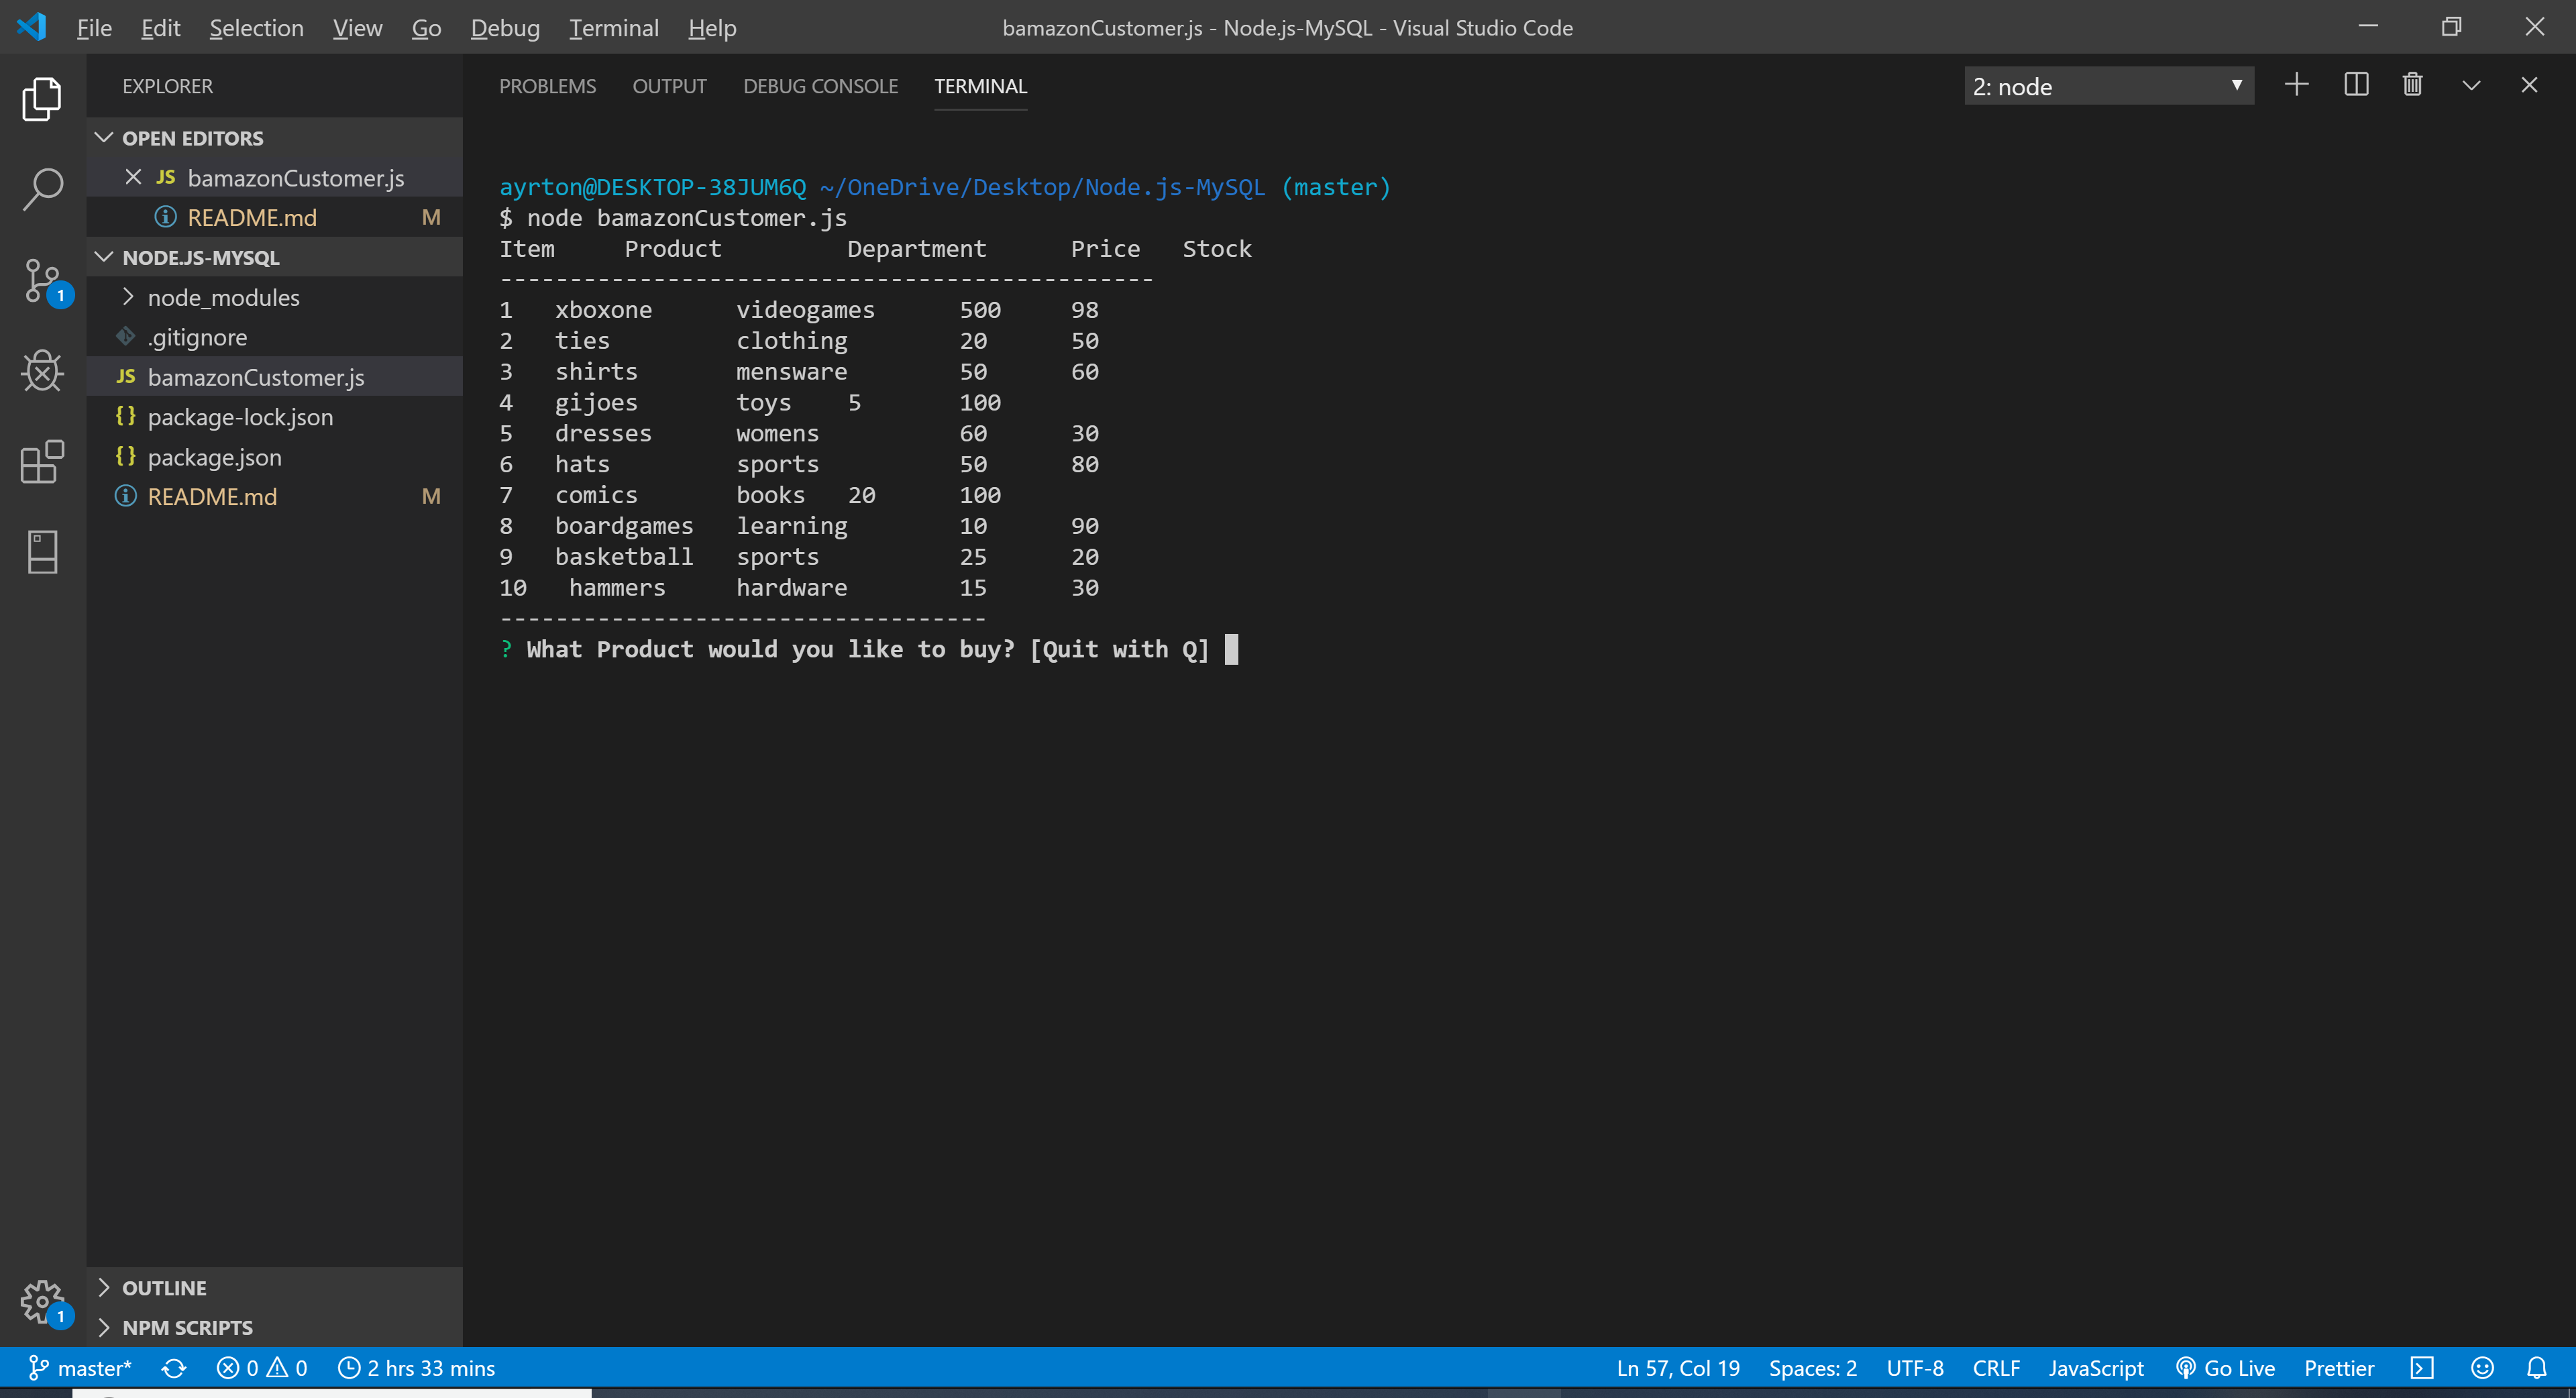 File Edit Selection View Go Debug Terminal Help bamazonCustomer.js - Node.js-MySQL - Visual Studio Code
EXPLORER
OPEN EDITORS
JS bamazonCustomer.js
README.md M
NODE.JS-MYSQL
node_modules
.gitignore
JS bamazonCustomer.js
{} package-lock.json
{} package.json
README.md M
OUTLINE
NPM SCRIPTS
1
1
PROBLEMS OUTPUT DEBUG CONSOLE TERMINAL 2: node
ayrton@DESKTOP-38JUM6Q ~/OneDrive/Desktop/Node.js-MySQL (master)
$ node bamazonCustomer.js
Item Product Department Price Stock
-----------------------------------------------
1 xboxone videogames 500 98
2 ties clothing 20 50
3 shirts mensware 50 60
4 gijoes toys 5 100
5 dresses womens 60 30
6 hats sports 50 80
7 comics books 20 100
8 boardgames learning 10 90
9 basketball sports 25 20
10 hammers hardware 15 30
-----------------------------------
? What Product would you like to buy? [Quit with Q]
master* 0 0 2 hrs 33 mins Ln 57, Col 19 Spaces: 2 UTF-8 CRLF JavaScript Go Live Prettier